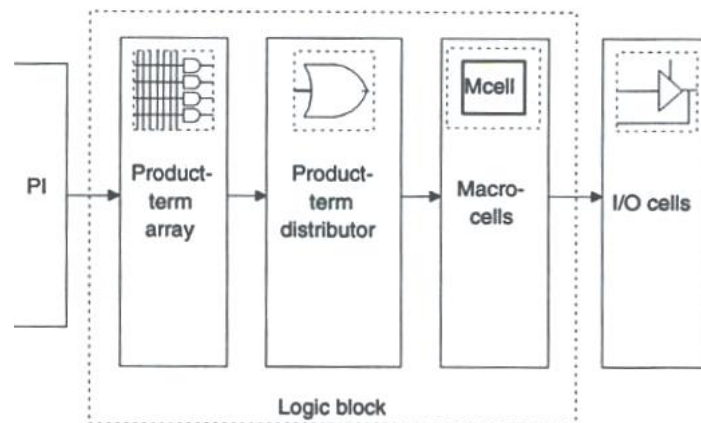 PI
Product-
term
array
Product-
term
distributor
Mcell
Macro-
cells
I/O cells
Logic block